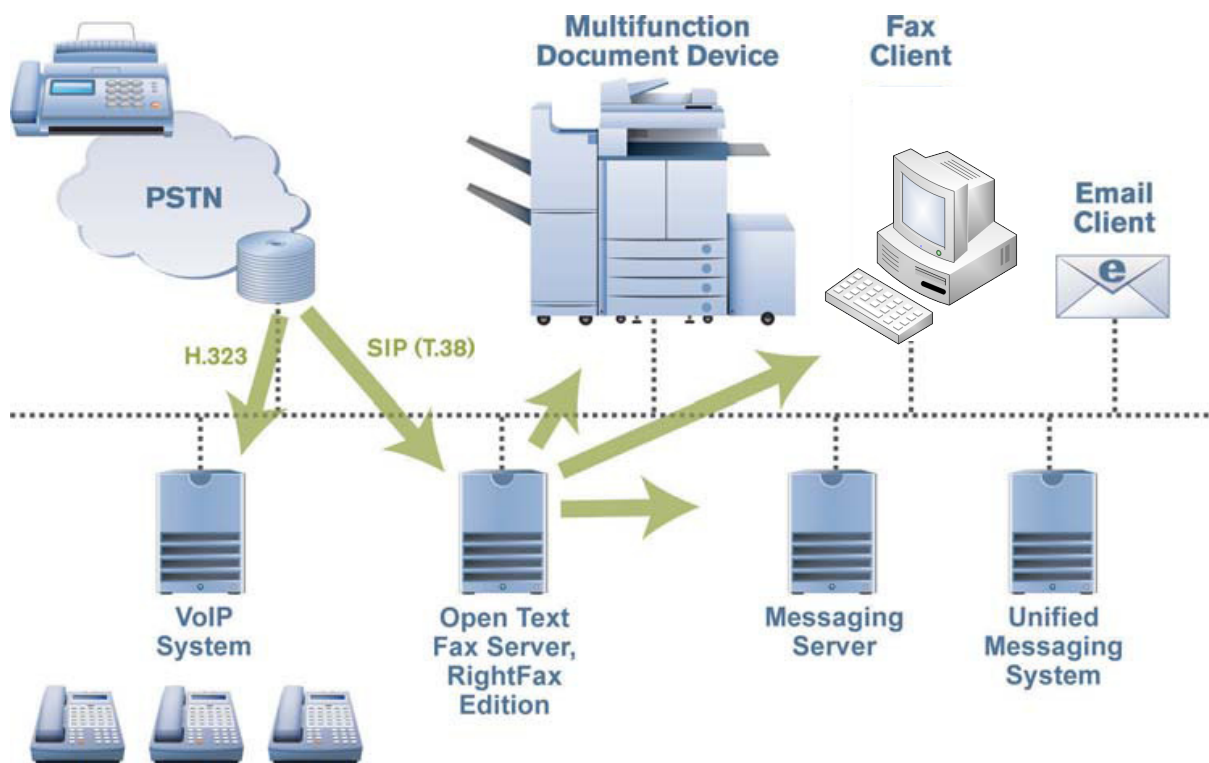 Multifunction
Document Device
Fax
Client
PSTN
Email
Client
e
H.323
SIP (T.38)
VoIP
System
Open Text
Fax Server,
RightFax
Edition
Messaging
Server
Unified
Messaging
System